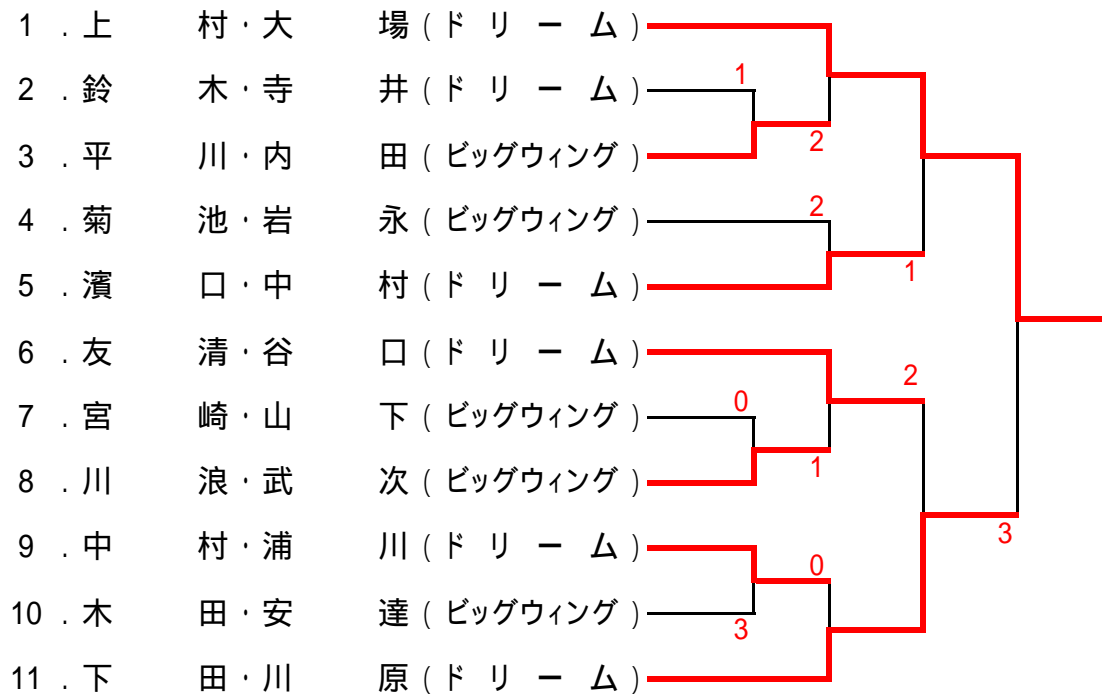 1 . 上 村 · 大 場 ( ド リ ー ム )
1
2 . 鈴 木 · 寺 井 ( ド リ ー ム )
2
3 . 平 川 · 内 田 ( ビッグウィング )
2
4 . 菊 池 · 岩 永 ( ビッグウィング )
1
5 . 濱 口 · 中 村 ( ド リ ー ム )
6 . 友 清 · 谷 口 ( ド リ ー ム )
2
0
7 . 宮 崎 · 山 下 ( ビッグウィング )
1
8 . 川 浪 · 武 次 ( ビッグウィング )
3
9 . 中 村 · 浦 川 ( ド リ ー ム )
0
10 . 木 田 · 安 達 ( ビッグウィング )
3
11 . 下 田 · 川 原 ( ド リ ー ム )